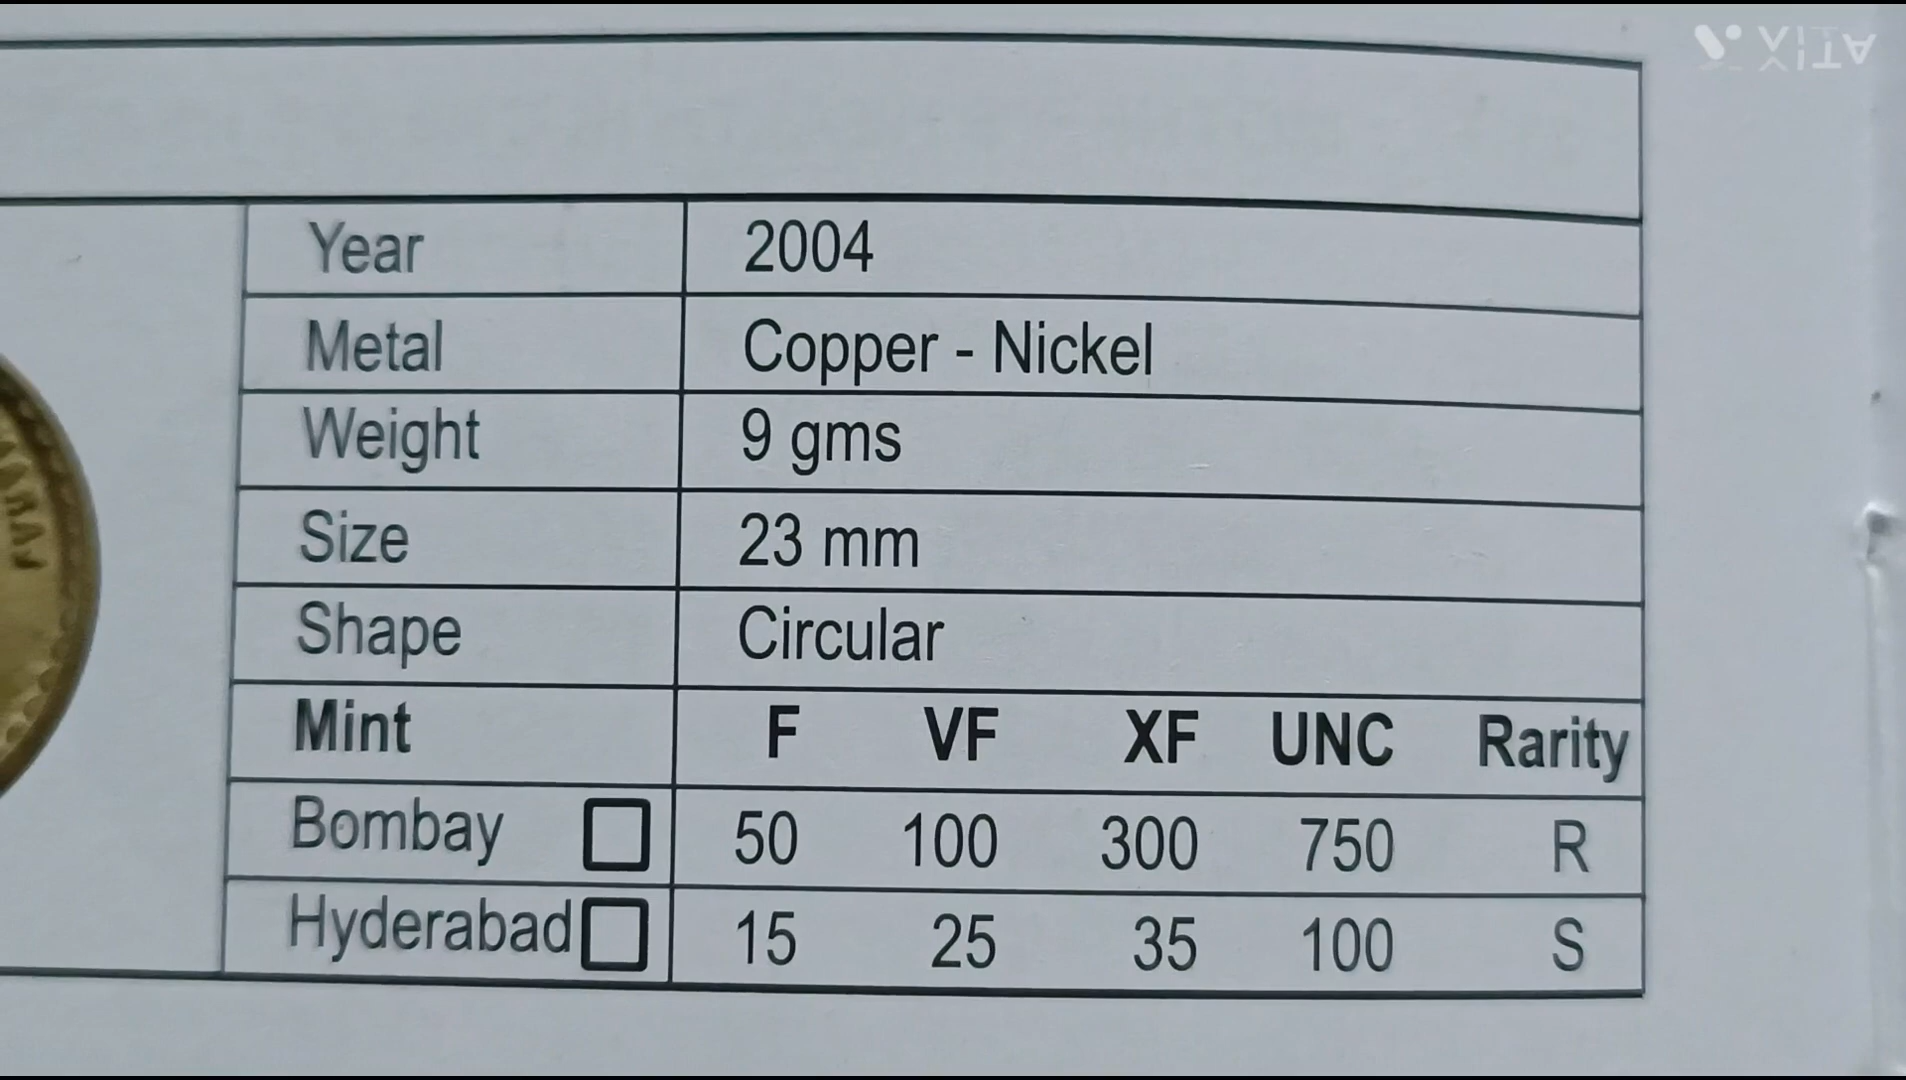 Year 2004
Metal Copper - Nickel
Weight 9 gms
Size 23 mm
Shape Circular
Mint F VF XF UNC Rarity
Bombay 50 100 300 750 R
Hyderabad 15 25 35 100 S